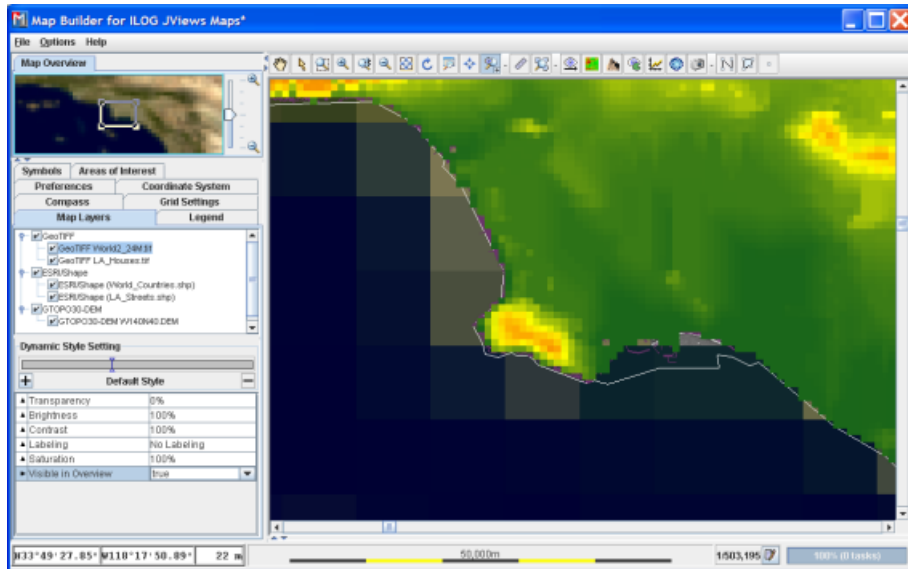 Map Builder for ILOG JViews Maps*
File Options Help
Map Overview
Symbols Areas of Interest
Preferences Coordinate System
Compass Grid Settings
Map Layers Legend
GeoTIFF
GeoTIFF World2_24M.tif
GeoTIFF LA_Houses.tif
ESRI/Shape
ESRI/Shape (World_Countries.shp)
ESRI/Shape (LA_Streets.shp)
GTOPO30-DEM
GTOPO30-DEM W140N40.DEM
Dynamic Style Setting
Default Style
Transparency 0%
Brightness 100%
Contrast 100%
Labeling No Labeling
Saturation 100%
Visible in Overview true
N33°49'27.85" W118°17'50.89" 22 m
50,000m
1/503,195
100% (0 tasks)